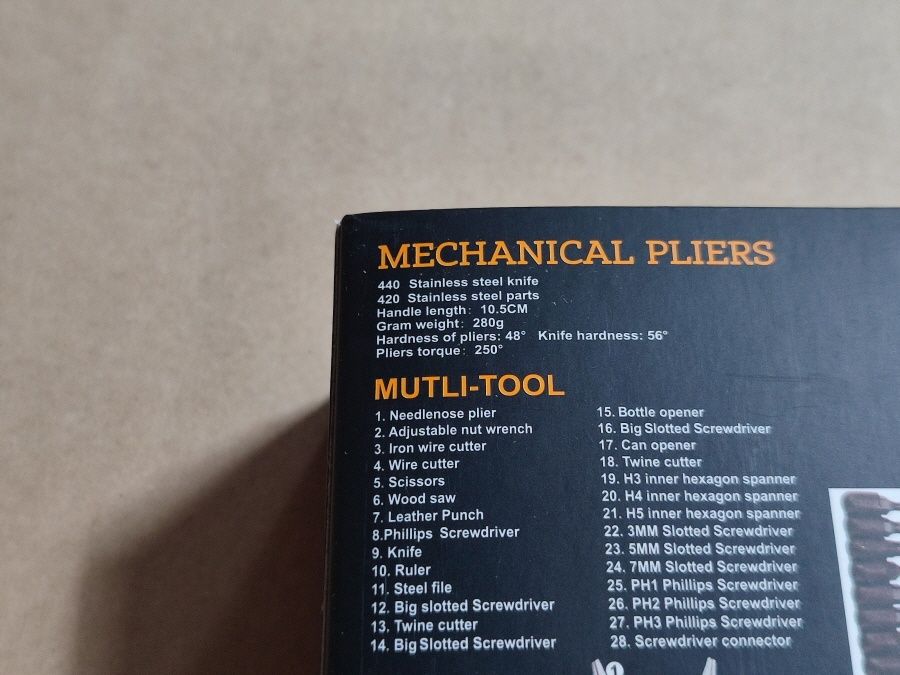 MECHANICAL PLIERS
440 Stainless steel knife
420 Stainless steel parts
Handle length: 10.5CM
Gram weight: 280g
Hardness of pliers: 48° Knife hardness: 56°
Pliers torque: 250°
MUTLI-TOOL
1. Needlenose plier
2. Adjustable nut wrench
3. Iron wire cutter
4. Wire cutter
5. Scissors
6. Wood saw
7. Leather Punch
8.Phillips Screwdriver
9. Knife
10. Ruler
11. Steel file
12. Big slotted Screwdriver
13. Twine cutter
14. Big Slotted Screwdriver
15. Bottle opener
16. Big Slotted Screwdriver
17. Can opener
18. Twine cutter
19. H3 inner hexagon spanner
20. H4 inner hexagon spanner
21. H5 inner hexagon spanner
22. 3MM Slotted Screwdriver
23. 5MM Slotted Screwdriver
24. 7MM Slotted Screwdriver
25. PH1 Phillips Screwdriver
26. PH2 Phillips Screwdriver
27. PH3 Phillips Screwdriver
28. Screwdriver connector